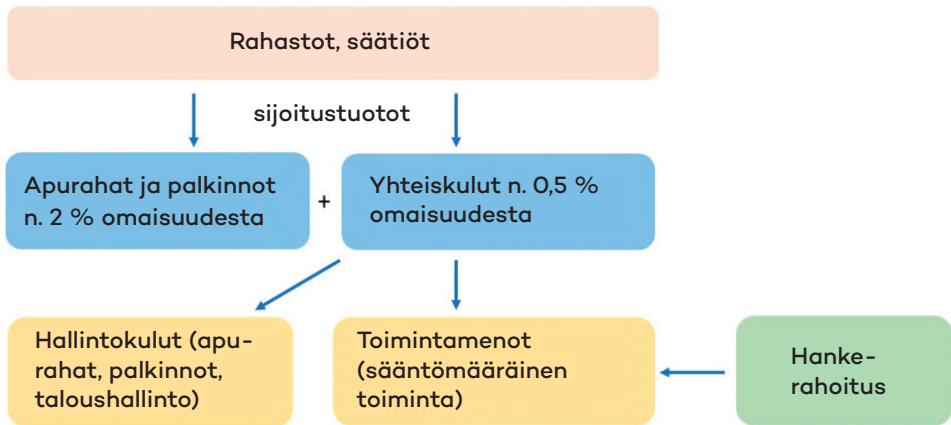 Rahastot, säätiöt
sijoitustuotot
Apurahat ja palkinnot
n. 2 % omaisuudesta
+
Yhteiskulut n. 0,5 %
omaisuudesta
Hallintokulut (apu-
rahat, palkinnot,
taloushallinto)
Toimintamenot
(sääntömääräinen
toiminta)
Hanke-
rahoitus